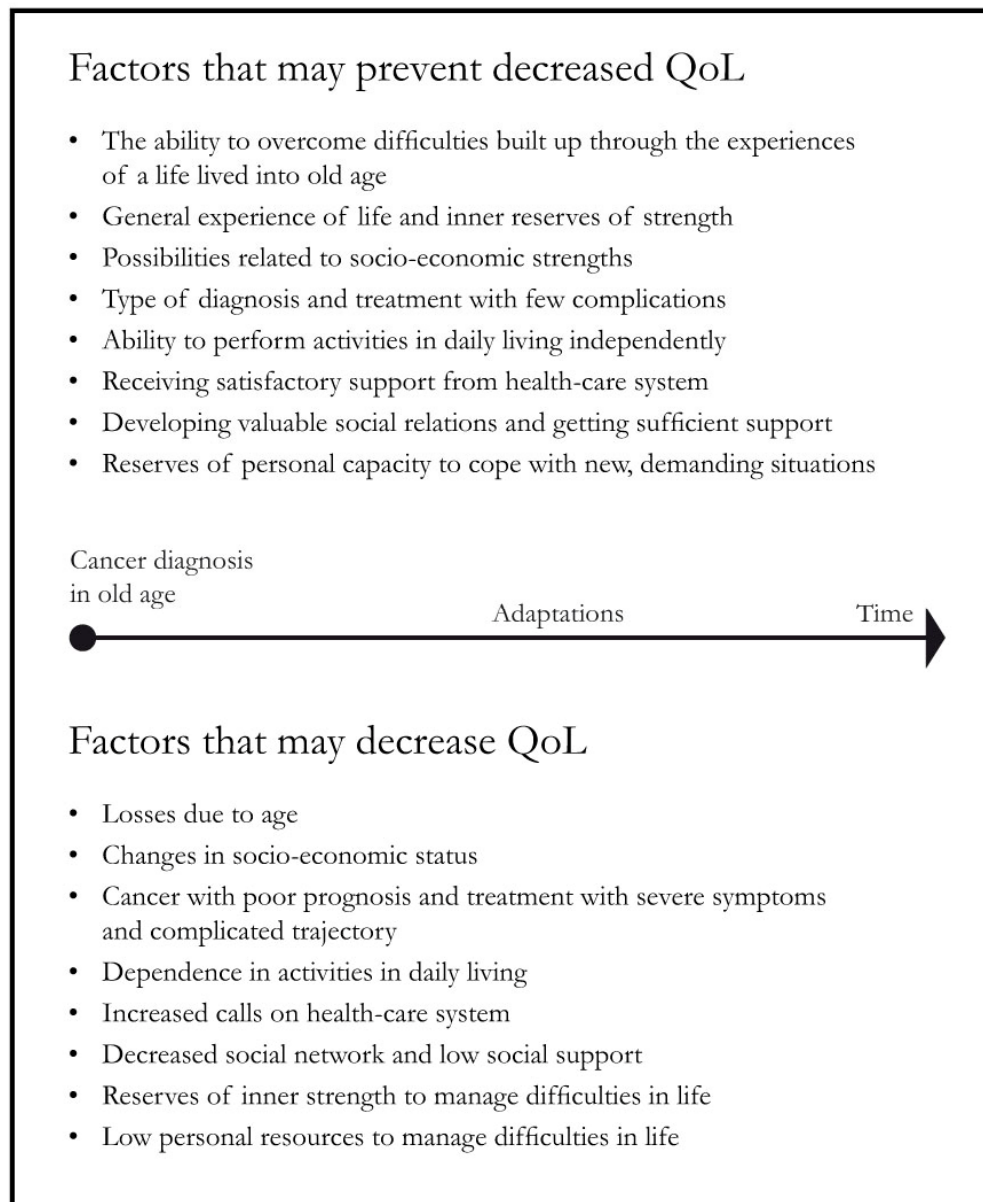 Factors that may prevent decreased QoL
• The ability to overcome difficulties built up through the experiences
of a life lived into old age
• General experience of life and inner reserves of strength
• Possibilities related to socio-economic strengths
• Type of diagnosis and treatment with few complications
• Ability to perform activities in daily living independently
• Receiving satisfactory support from health-care system
• Developing valuable social relations and getting sufficient support
• Reserves of personal capacity to cope with new, demanding situations
Cancer diagnosis
in old age
Adaptations
Time
Factors that may decrease QoL
• Losses due to age
• Changes in socio-economic status
• Cancer with poor prognosis and treatment with severe symptoms
and complicated trajectory
• Dependence in activities in daily living
• Increased calls on health-care system
• Decreased social network and low social support
• Reserves of inner strength to manage difficulties in life
• Low personal resources to manage difficulties in life